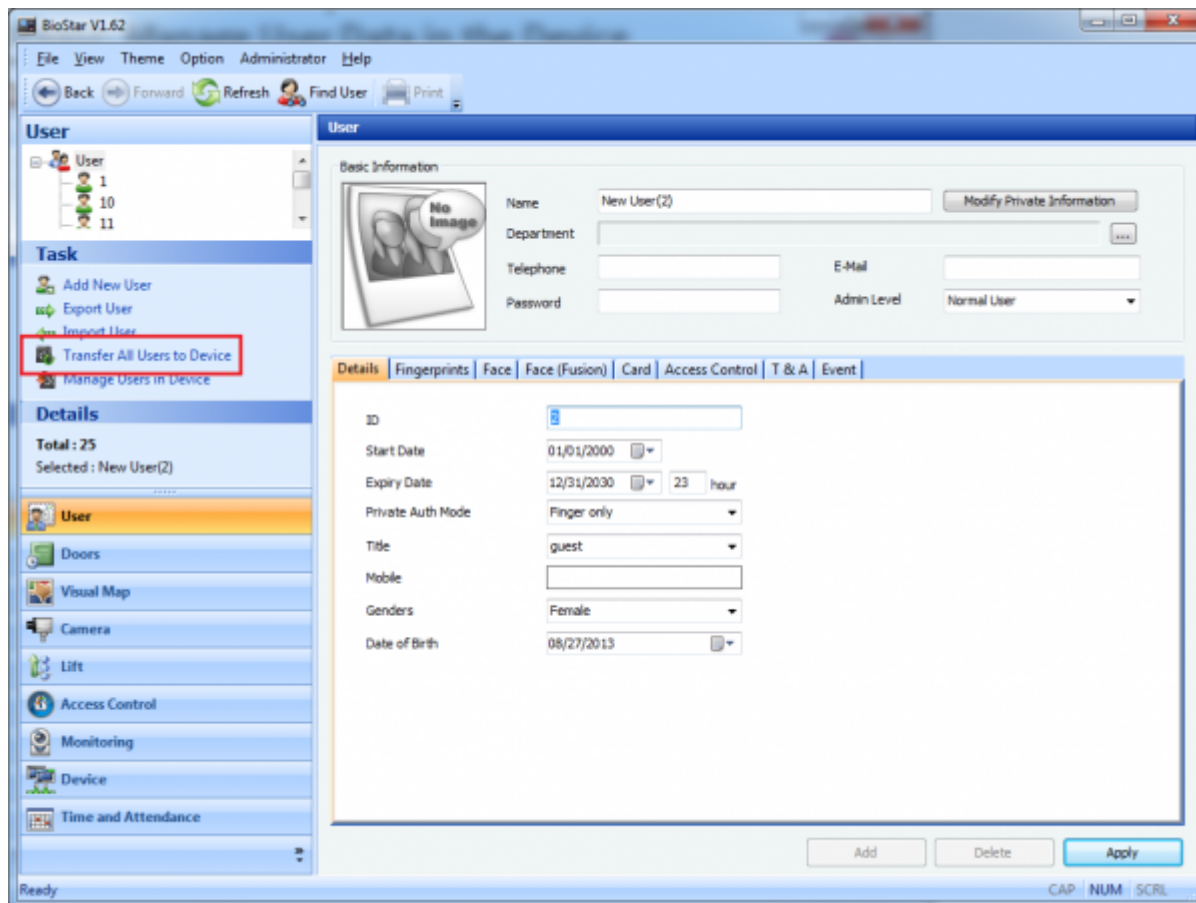 BioStar V1.62
File View Theme Option Administrator Help
Back Forward Refresh Find User Print
User
User
1
10
11
Task
Add New User
Export User
Import User
Transfer All Users to Device
Manage Users in Device
Details
Total : 25
Selected : New User(2)
User
Doors
Visual Map
Camera
Lift
Access Control
Monitoring
Device
Time and Attendance
Ready
User
Basic Information
No Image
Name New User(2) Modify Private Information
Department ...
Telephone E-Mail
Password Admin Level Normal User
Details Fingerprints Face Face (Fusion) Card Access Control T & A Event
ID 2
Start Date 01/01/2000
Expiry Date 12/31/2030 23 hour
Private Auth Mode Finger only
Title guest
Mobile
Genders Female
Date of Birth 08/27/2013
Add Delete Apply
CAP NUM SCRL